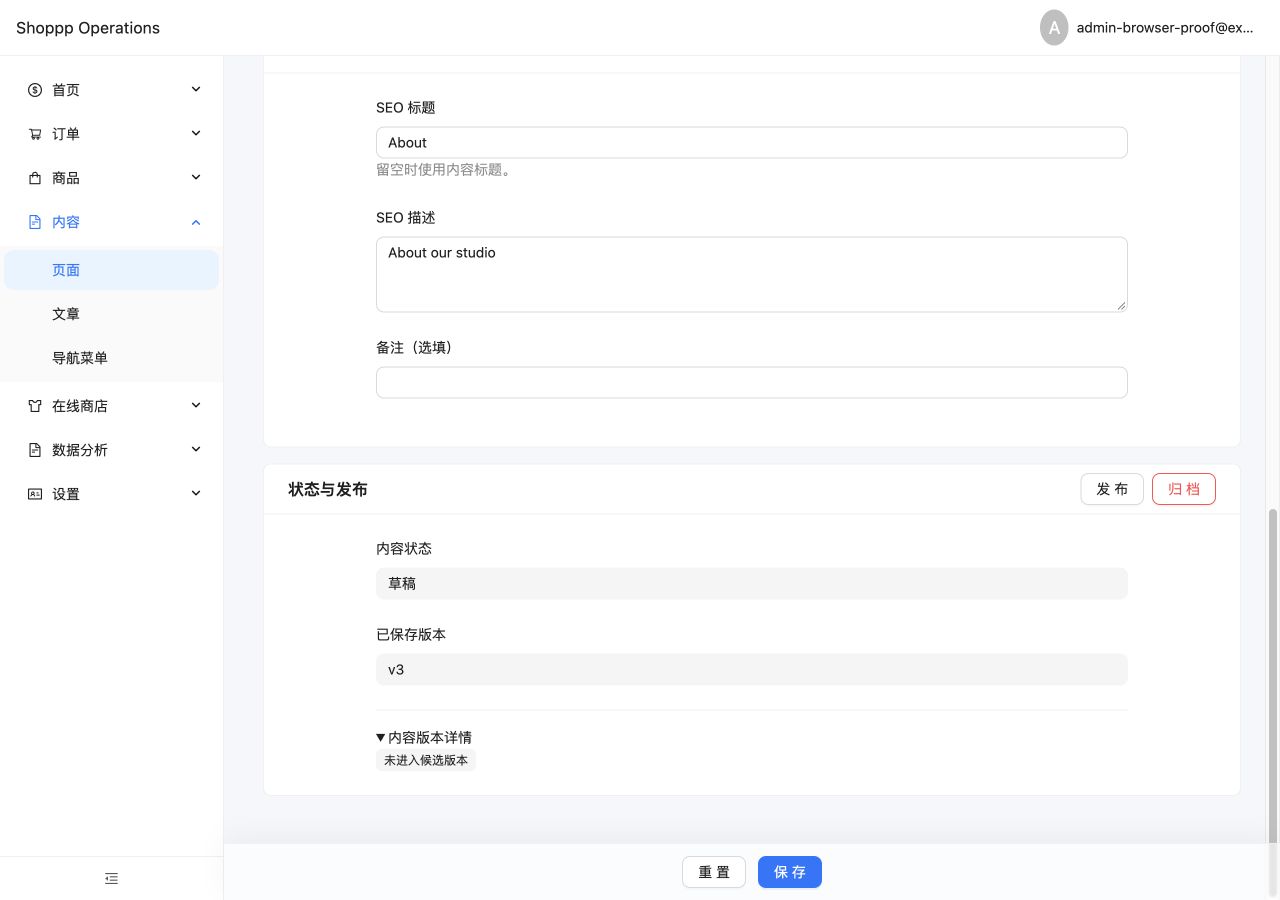 Shoppp Operations
A
admin-browser-proof@ex...
首页
订单
商品
内容
页面
文章
导航菜单
在线商店
数据分析
设置
SEO 标题
About
留空时使用内容标题。
SEO 描述
About our studio
备注（选填）
状态与发布
发 布
归 档
内容状态
草稿
已保存版本
v3
▼内容版本详情
未进入候选版本
重 置
保 存